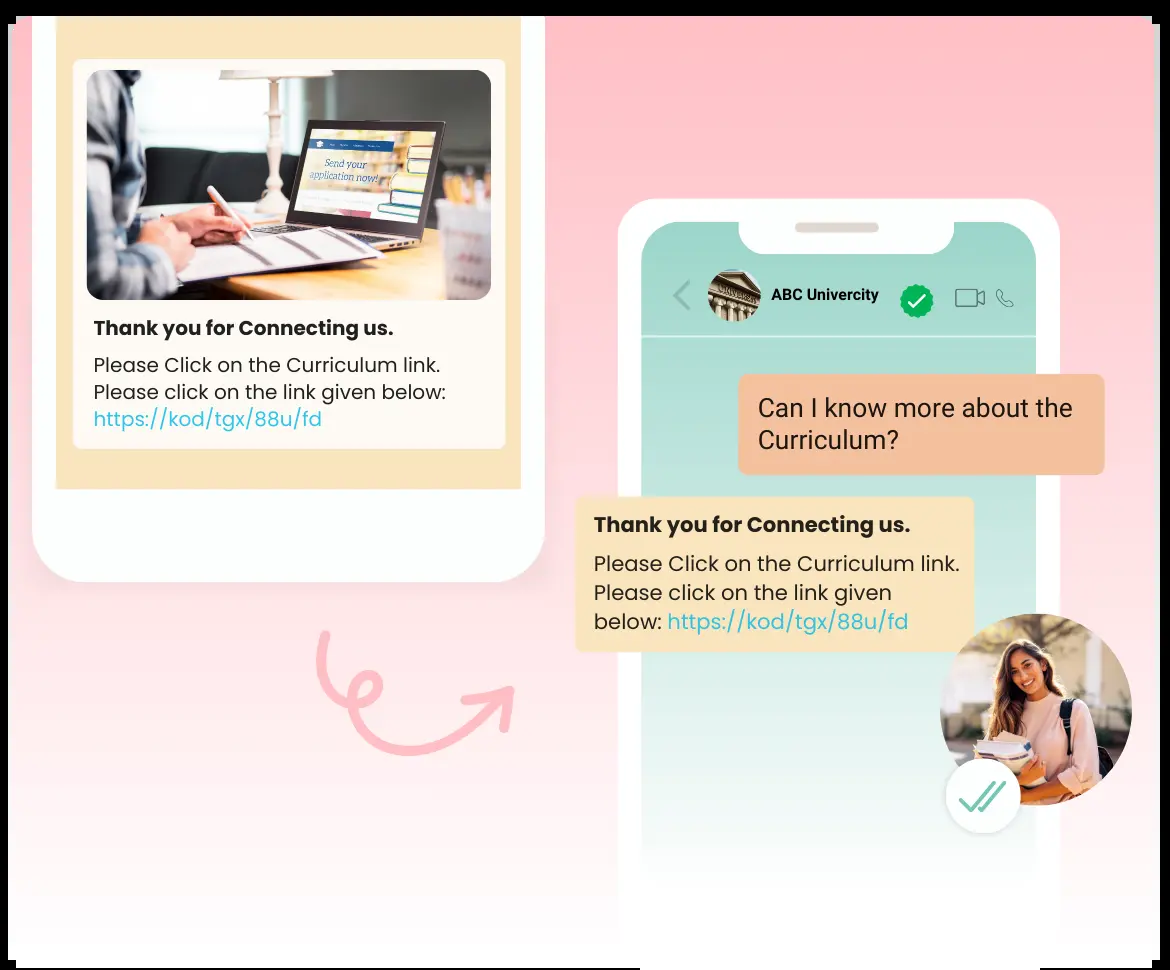 Send your
application now!
Thank you for Connecting us.
Please Click on the Curriculum link.
Please click on the link given below:
https://kod/tgx/88u/fd
UNIVERSITY
ABC Univercity
Can I know more about the
Curriculum?
Thank you for Connecting us.
Please Click on the Curriculum link.
Please click on the link given
below: https://kod/tgx/88u/fd